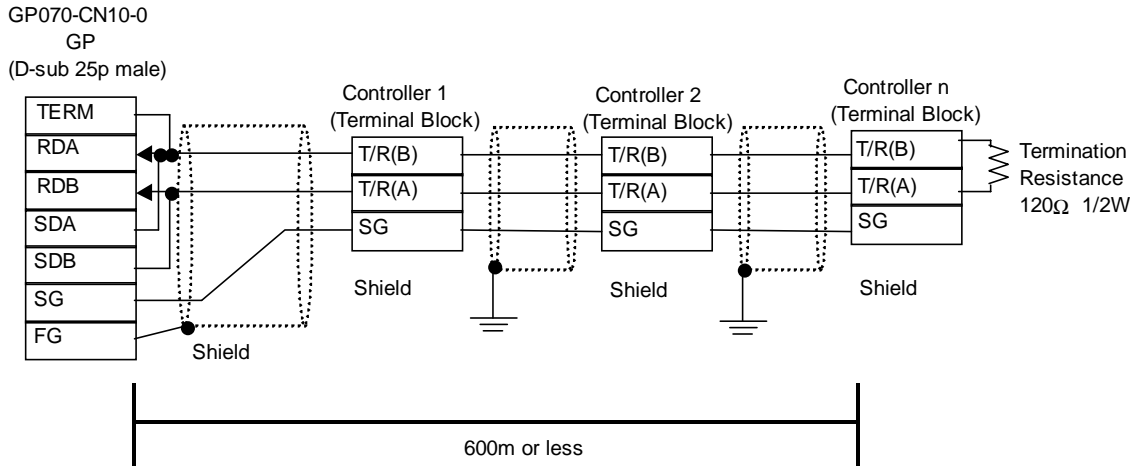 GP070-CN10-0
GP
(D-sub 25p male)
TERM
RDA
RDB
SDA
SDB
SG
FG
Shield
Controller 1
(Terminal Block)
T/R(B)
T/R(A)
SG
Shield
Controller 2
(Terminal Block)
T/R(B)
T/R(A)
SG
Shield
Controller n
(Terminal Block)
T/R(B)
T/R(A)
SG
Shield
Termination
Resistance
120Ω 1/2W
600m or less